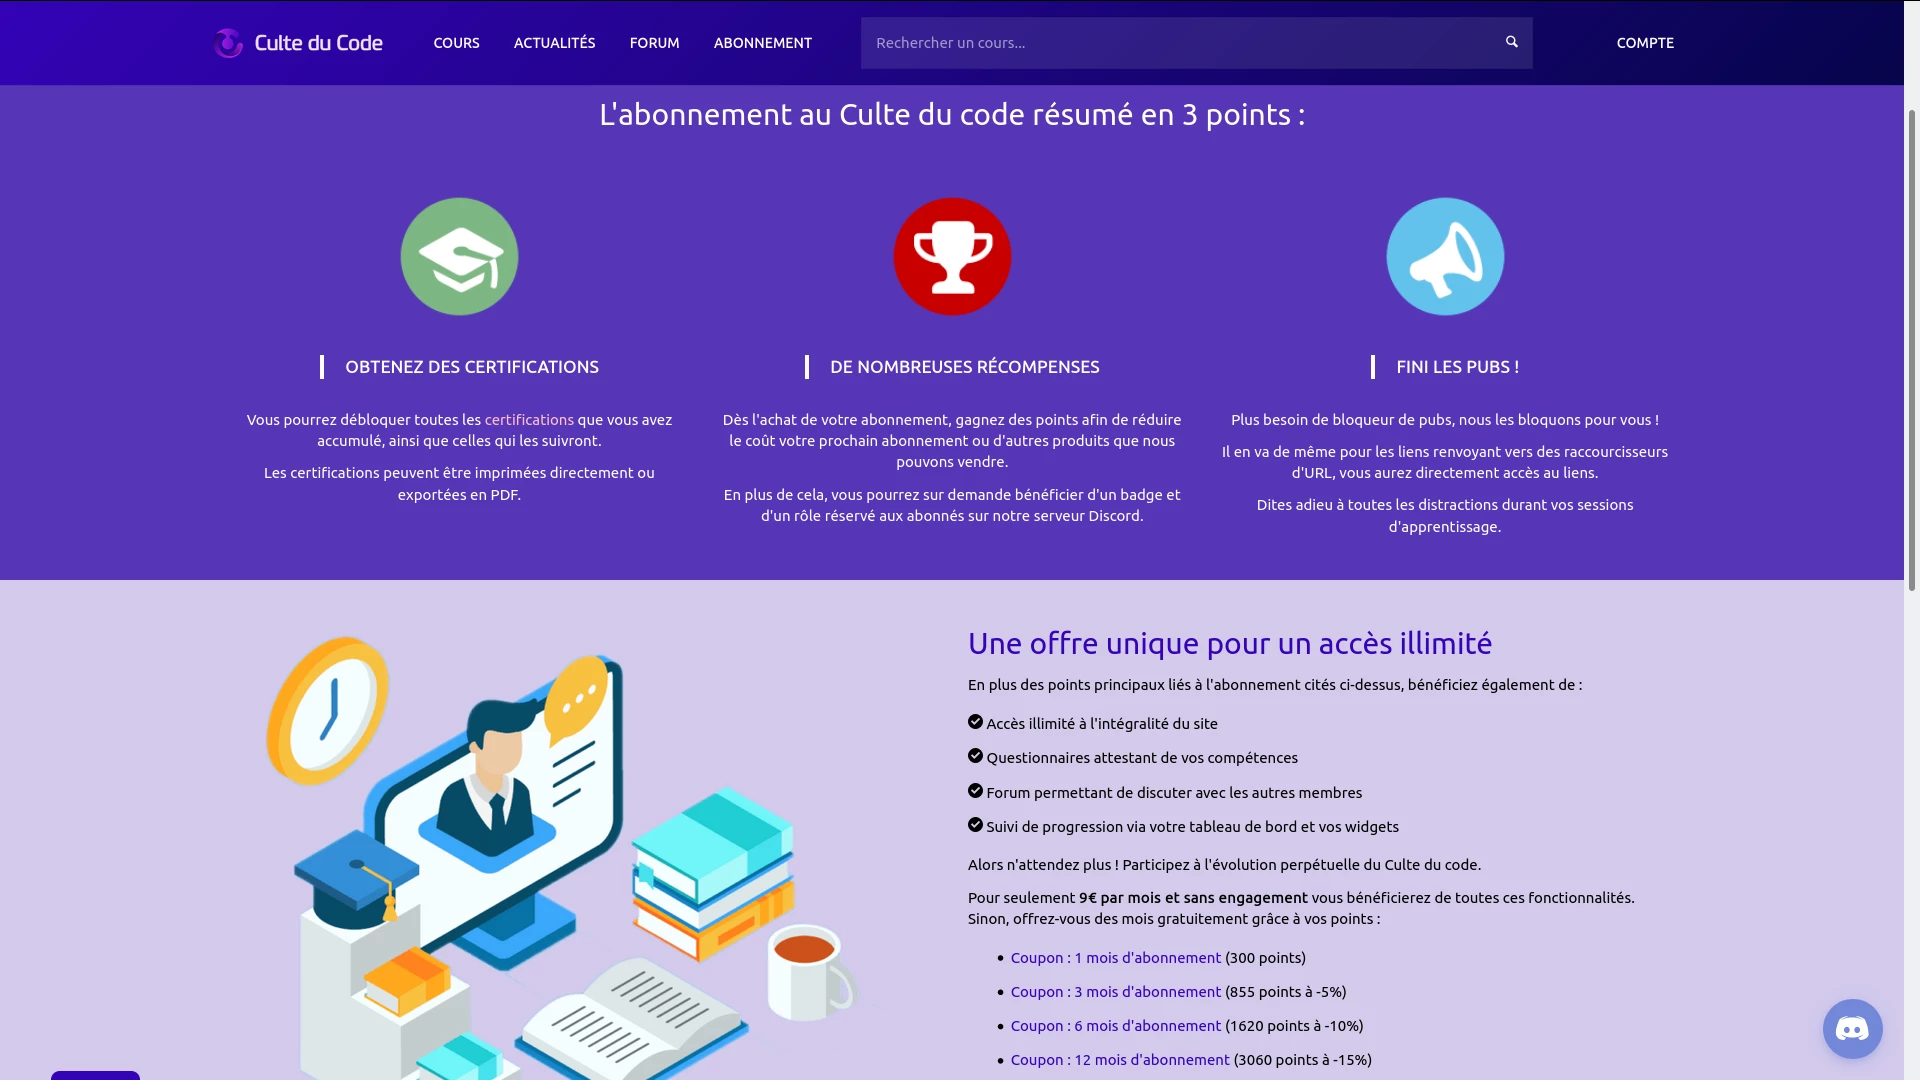 Culte du Code
COURS
ACTUALITÉS
FORUM
ABONNEMENT
Rechercher un cours...
COMPTE
L'abonnement au Culte du code résumé en 3 points :
OBTENEZ DES CERTIFICATIONS
Vous pourrez débloquer toutes les certifications que vous avez
accumulé, ainsi que celles qui les suivront.
Les certifications peuvent être imprimées directement ou
exportées en PDF.
DE NOMBREUSES RÉCOMPENSES
Dès l'achat de votre abonnement, gagnez des points afin de réduire
le coût votre prochain abonnement ou d'autres produits que nous
pouvons vendre.
En plus de cela, vous pourrez sur demande bénéficier d'un badge et
d'un rôle réservé aux abonnés sur notre serveur Discord.
FINI LES PUBS !
Plus besoin de bloqueur de pubs, nous les bloquons pour vous !
Il en va de même pour les liens renvoyant vers des raccourcisseurs
d'URL, vous aurez directement accès au liens.
Dites adieu à toutes les distractions durant vos sessions
d'apprentissage.
Une offre unique pour un accès illimité
En plus des points principaux liés à l'abonnement cités ci-dessus, bénéficiez également de :
Accès illimité à l'intégralité du site
Questionnaires attestant de vos compétences
Forum permettant de discuter avec les autres membres
Suivi de progression via votre tableau de bord et vos widgets
Alors n'attendez plus ! Participez à l'évolution perpétuelle du Culte du code.
Pour seulement 9€ par mois et sans engagement vous bénéficierez de toutes ces fonctionnalités.
Sinon, offrez-vous des mois gratuitement grâce à vos points :
• Coupon : 1 mois d'abonnement (300 points)
• Coupon : 3 mois d'abonnement (855 points à -5%)
• Coupon : 6 mois d'abonnement (1620 points à -10%)
• Coupon : 12 mois d'abonnement (3060 points à -15%)